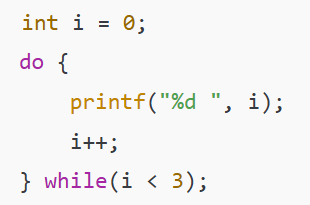 int i = 0;
do {
    printf("%d ", i);
    i++;
} while(i < 3);